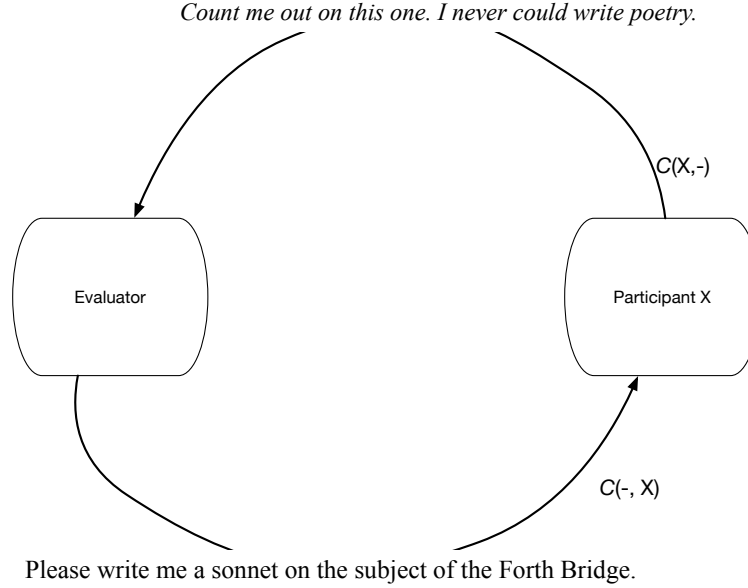 Count me out on this one. I never could write poetry.
C(X,-)
Evaluator
Participant X
C(-, X)
Please write me a sonnet on the subject of the Forth Bridge.